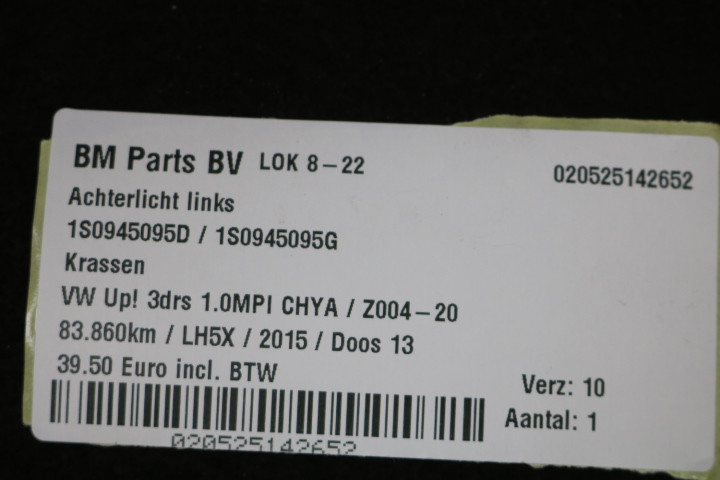 BM Parts BV LOK 8-22 020525142652
Achterlicht links
1S0945095D / 1S0945095G
Krassen
VW Up! 3drs 1.0MPI CHYA / Z004-20
83.860km / LH5X / 2015 / Doos 13
39.50 Euro incl. BTW
Verz: 10
Aantal: 1
020525142652